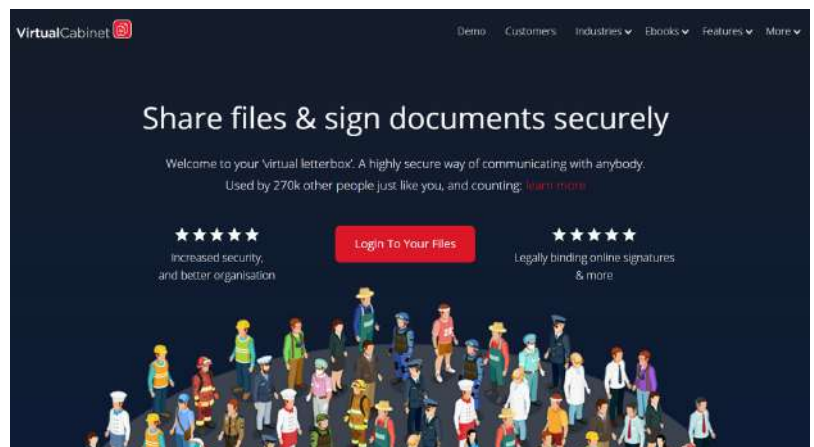 VirtualCabinet
Demo Customers Industries Ebooks Features More
Share files & sign documents securely
Welcome to your 'virtual letterbox'. A highly secure way of communicating with anybody.
Used by 270k other people just like you, and counting: learn more
Increased security,
and better organisation
Login To Your Files
Legally binding online signatures
& more